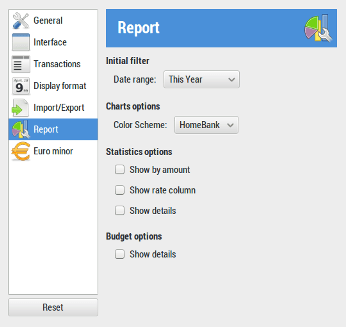 General
Interface
Transactions
Display format
Import/Export
Report
Euro minor
Reset
Report
Initial filter
Date range: This Year
Charts options
Color Scheme: HomeBank
Statistics options
Show by amount
Show rate column
Show details
Budget options
Show details